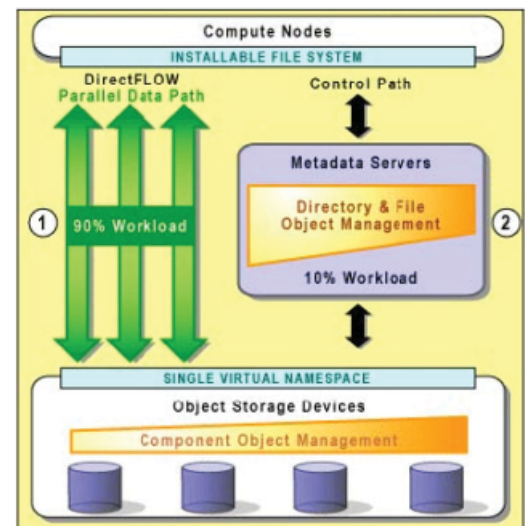 Compute Nodes
INSTALLABLE FILE SYSTEM
DirectFLOW
Parallel Data Path
Control Path
1
90% Workload
Metadata Servers
Directory & File
Object Management
10% Workload
2
SINGLE VIRTUAL NAMESPACE
Object Storage Devices
Component Object Management